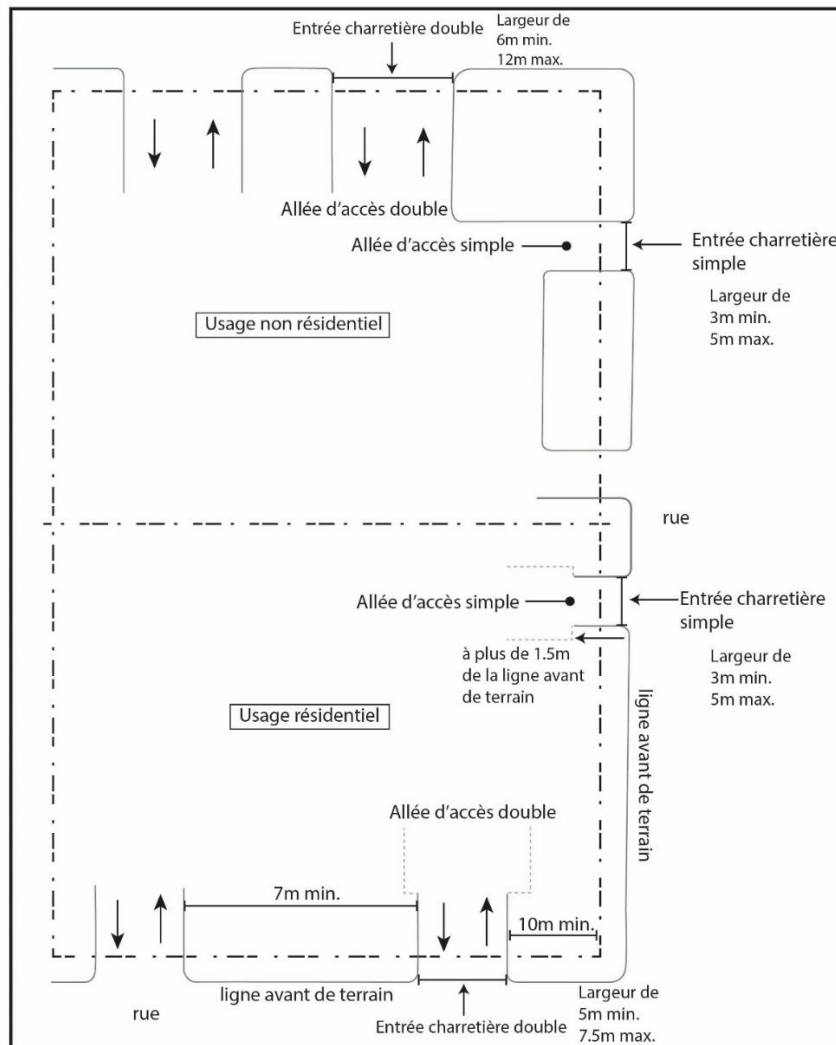 Entrée charretière double
Largeur de
6m min.
12m max.
Allée d'accès double
Allée d'accès simple
Entrée charretière
simple
Largeur de
3m min.
5m max.
Usage non résidentiel
rue
Allée d'accès simple
Entrée charretière
simple
à plus de 1.5m
de la ligne avant
de terrain
Largeur de
3m min.
5m max.
Usage résidentiel
ligne avant de terrain
Allée d'accès double
7m min.
10m min.
ligne avant de terrain
rue
Entrée charretière double
Largeur de
5m min.
7.5m max.